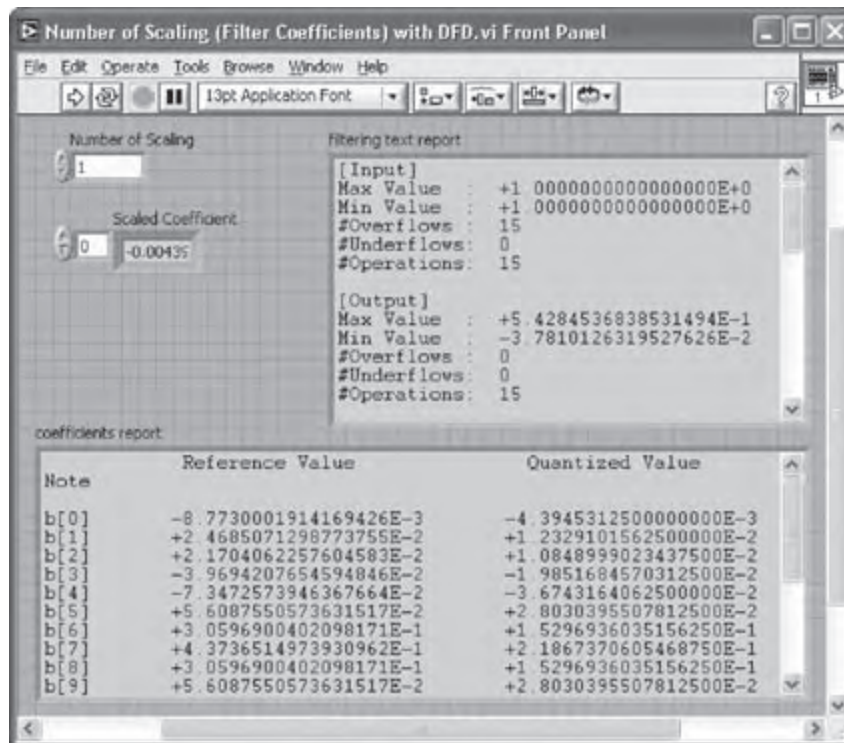 Number of Scaling (Filter Coefficients) with DFD.vi Front Panel
File Edit Operate Tools Browse Window Help
13pt Application Font
?
1
Number of Scaling
1
Scaled Coefficient
0 -0.00439
filtering text report
[Input]
Max Value : +1.0000000000000000E+0
Min Value : +1.0000000000000000E+0
#Overflows : 15
#Underflows: 0
#Operations: 15
[Output]
Max Value : +5.4284536838531494E-1
Min Value : -3.7810126319527626E-2
#Overflows : 0
#Underflows: 0
#Operations: 15
coefficients report
Reference Value Quantized Value
Note
b[0] -8.7730001914169426E-3 -4.3945312500000000E-3
b[1] +2.4685071298773755E-2 +1.2329101562500000E-2
b[2] +2.1704062257604583E-2 +1.0848999023437500E-2
b[3] -3.9694207654594846E-2 -1.9851684570312500E-2
b[4] -7.3472573946367664E-2 -3.6743164062500000E-2
b[5] +5.6087550573631517E-2 +2.8030395507812500E-2
b[6] +3.0596900402098171E-1 +1.5296936035156250E-1
b[7] +4.3736514973930962E-1 +2.1867370605468750E-1
b[8] +3.0596900402098171E-1 +1.5296936035156250E-1
b[9] +5.6087550573631517E-2 +2.8030395507812500E-2